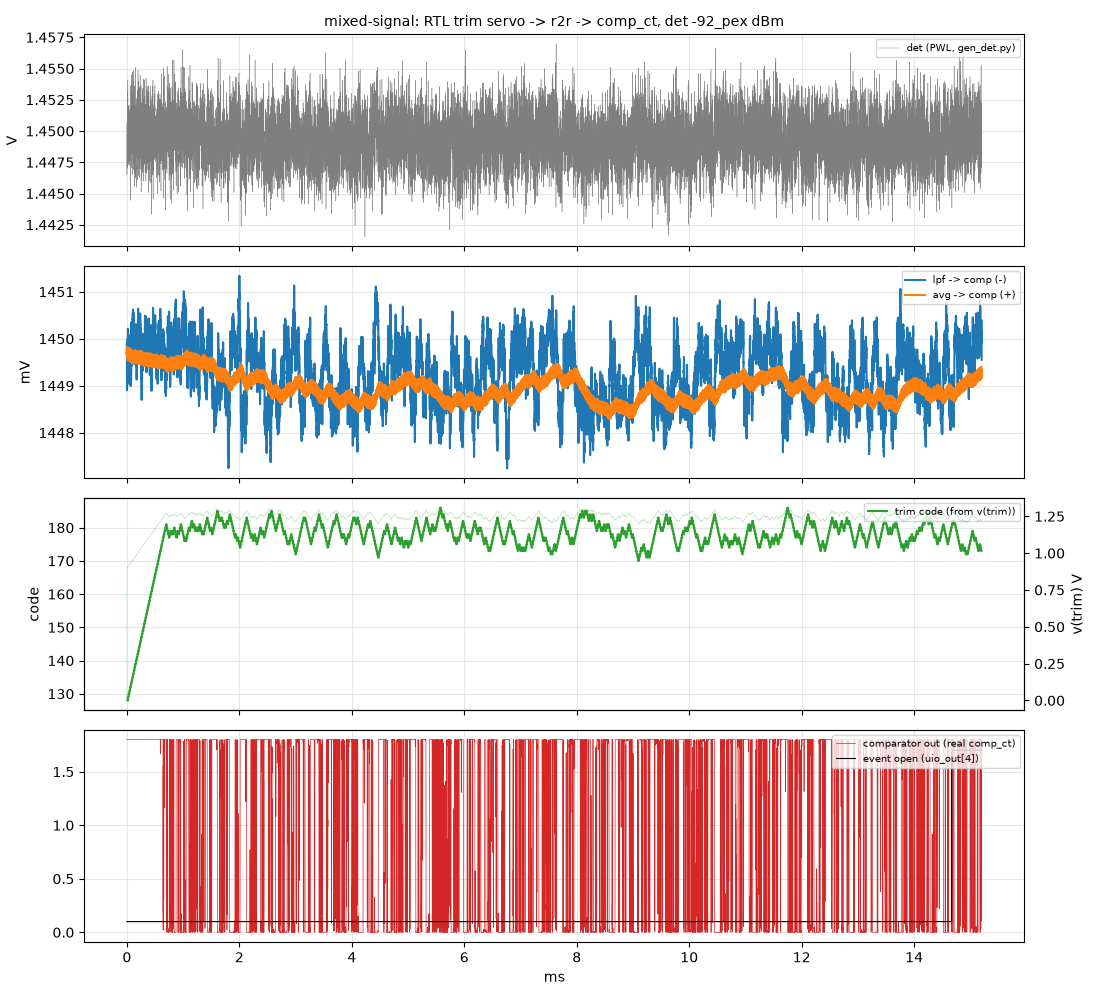 mixed-signal: RTL trim servo -> r2r -> comp_ct, det -92_pex dBm
1.4575
1.4550
1.4525
1.4500
1.4475
1.4450
1.4425
V
det (PWL, gen_det.py)
1451
1450
1449
1448
mV
lpf -> comp (-)
avg -> comp (+)
180
170
160
150
140
130
code
trim code (from v(trim))
1.25
1.00
0.75
0.50
0.25
0.00
v(trim) V
1.5
1.0
0.5
0.0
comparator out (real comp_ct)
event open (uio_out[4])
0
2
4
6
8
10
12
14
ms